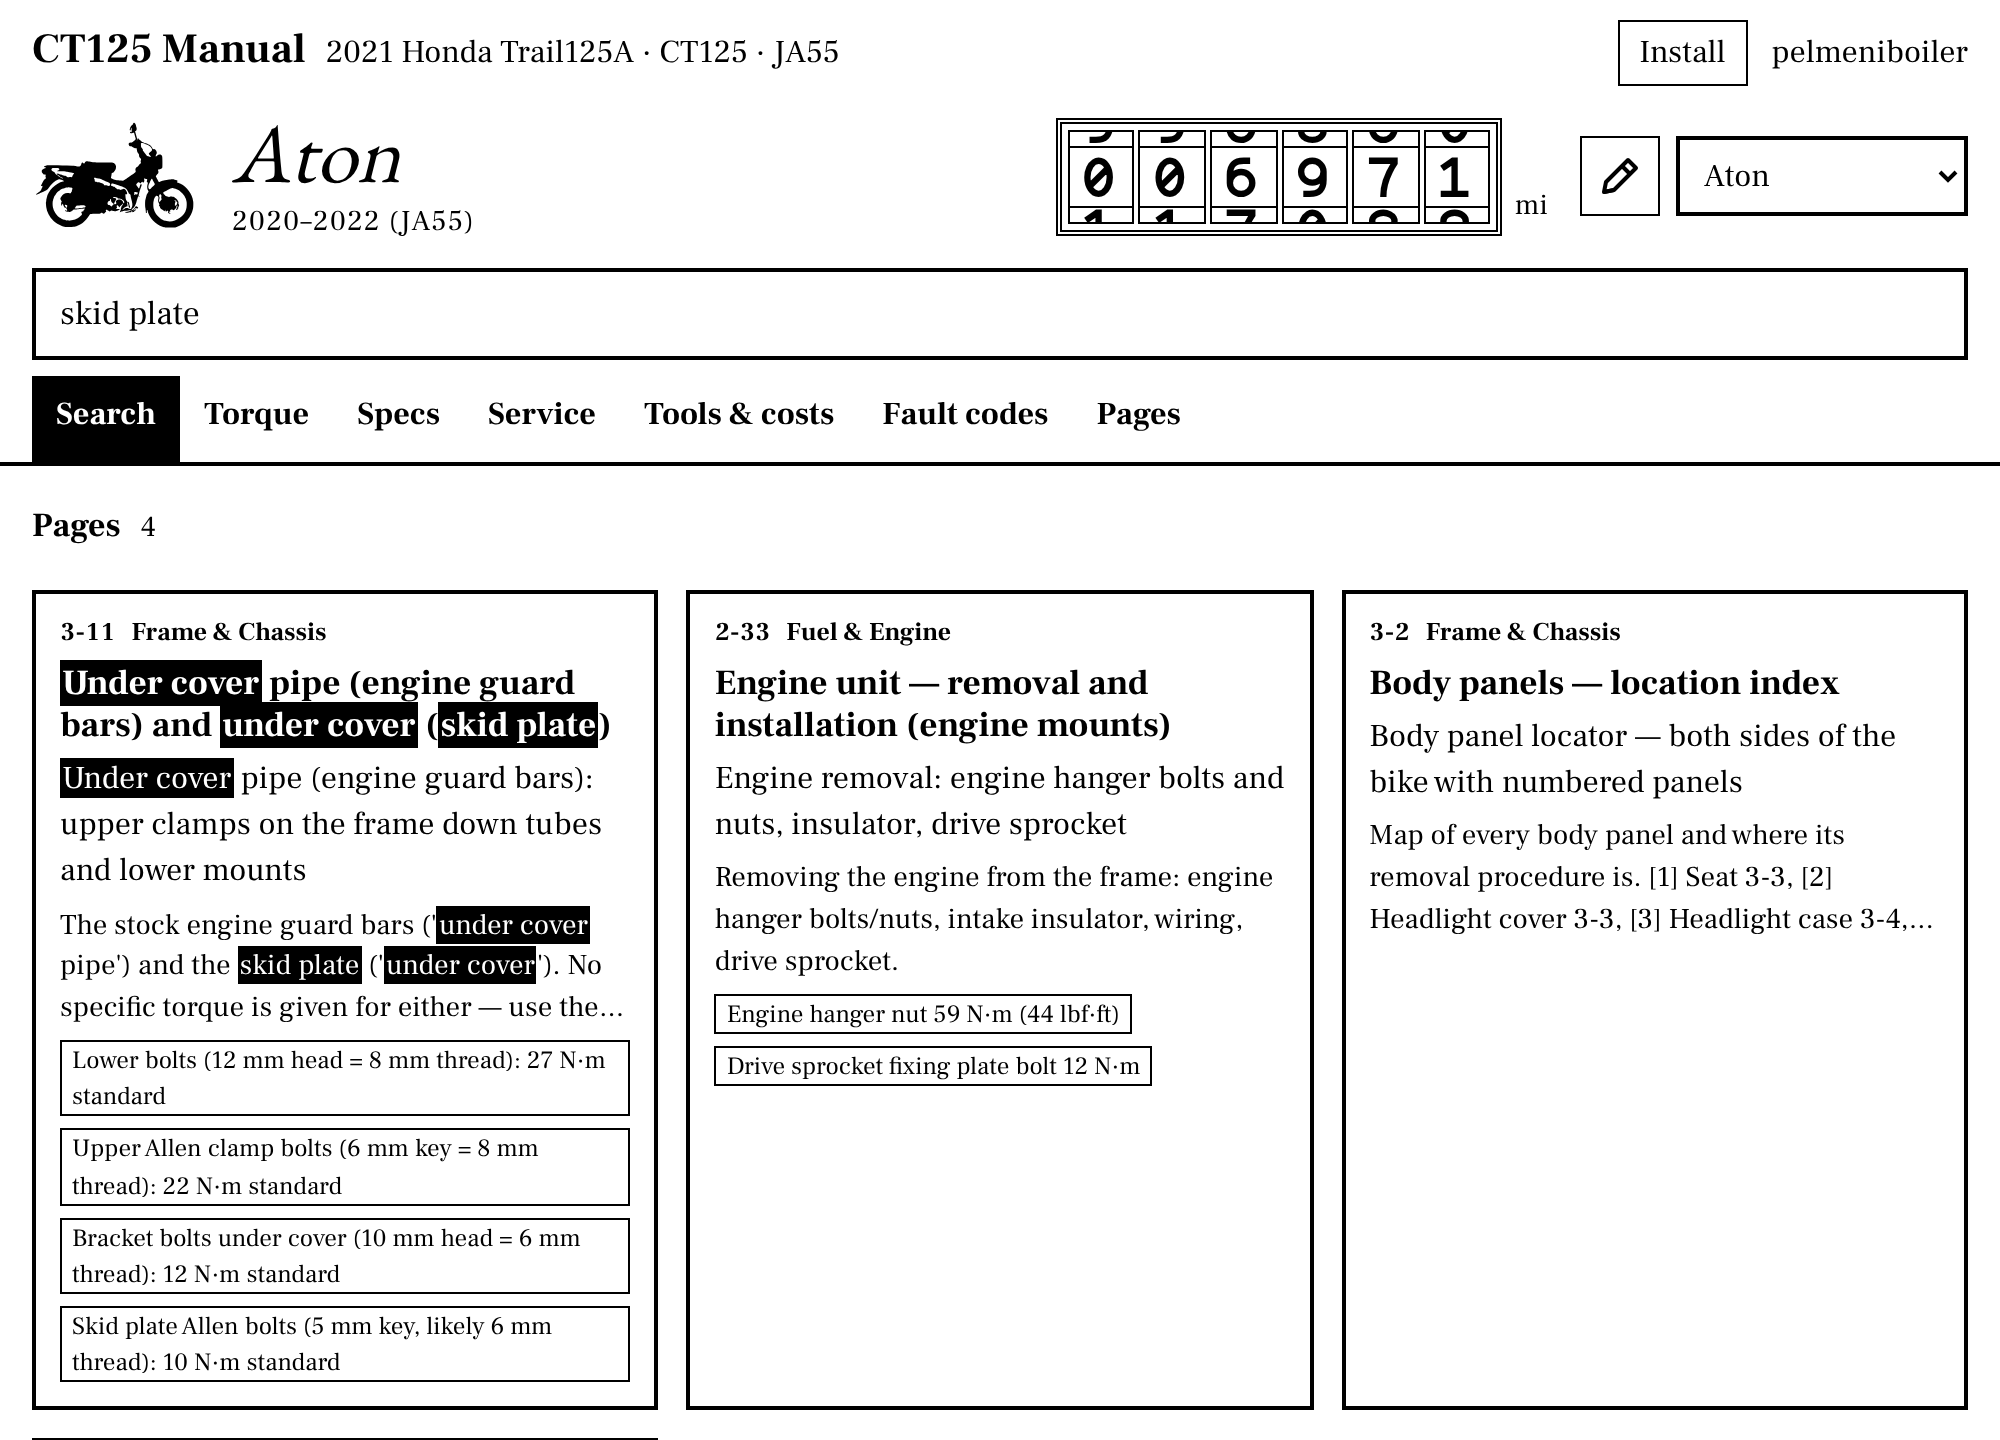 CT125 Manual 2021 Honda Trail125A · CT125 · JA55
Install pelmeniboiler
Aton
2020–2022 (JA55)
0 0 6 9 7 1 mi
Aton
skid plate
Search Torque Specs Service Tools & costs Fault codes Pages
Pages 4
3-11 Frame & Chassis
Under cover pipe (engine guard
bars) and under cover (skid plate)
Under cover pipe (engine guard bars):
upper clamps on the frame down tubes
and lower mounts
The stock engine guard bars ('under cover
pipe') and the skid plate ('under cover'). No
specific torque is given for either — use the…
Lower bolts (12 mm head = 8 mm thread): 27 N·m
standard
Upper Allen clamp bolts (6 mm key = 8 mm
thread): 22 N·m standard
Bracket bolts under cover (10 mm head = 6 mm
thread): 12 N·m standard
Skid plate Allen bolts (5 mm key, likely 6 mm
thread): 10 N·m standard
2-33 Fuel & Engine
Engine unit — removal and
installation (engine mounts)
Engine removal: engine hanger bolts and
nuts, insulator, drive sprocket
Removing the engine from the frame: engine
hanger bolts/nuts, intake insulator, wiring,
drive sprocket.
Engine hanger nut 59 N·m (44 lbf·ft)
Drive sprocket fixing plate bolt 12 N·m
3-2 Frame & Chassis
Body panels — location index
Body panel locator — both sides of the
bike with numbered panels
Map of every body panel and where its
removal procedure is. [1] Seat 3-3, [2]
Headlight cover 3-3, [3] Headlight case 3-4,…